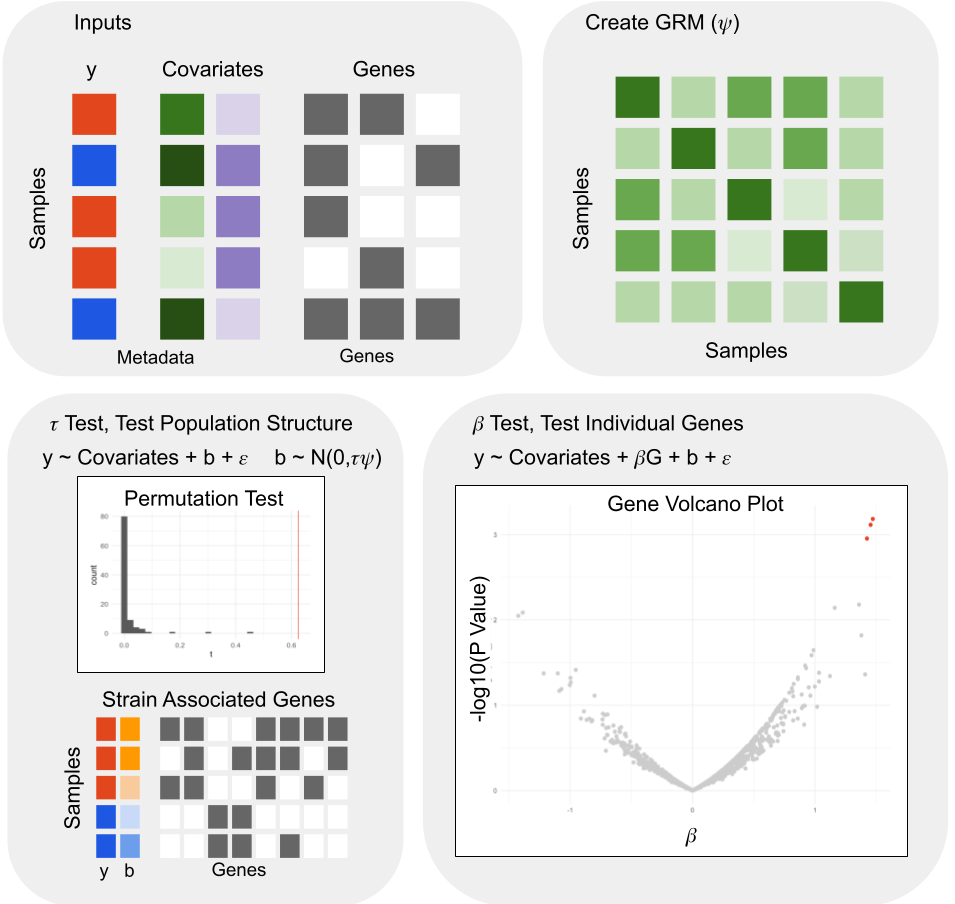 Inputs
y
Covariates
Genes
Samples
Metadata
Genes
Create GRM (ψ)
Samples
Samples
τ Test, Test Population Structure
y ~ Covariates + b + ε b ~ N(0,τψ)
Permutation Test
80
60
40
20
0
count
0.0 0.2 0.4 0.6
t
Strain Associated Genes
Samples
y b
Genes
β Test, Test Individual Genes
y ~ Covariates + βG + b + ε
Gene Volcano Plot
3
2
1
0
-log10(P Value)
-1 0 1
β